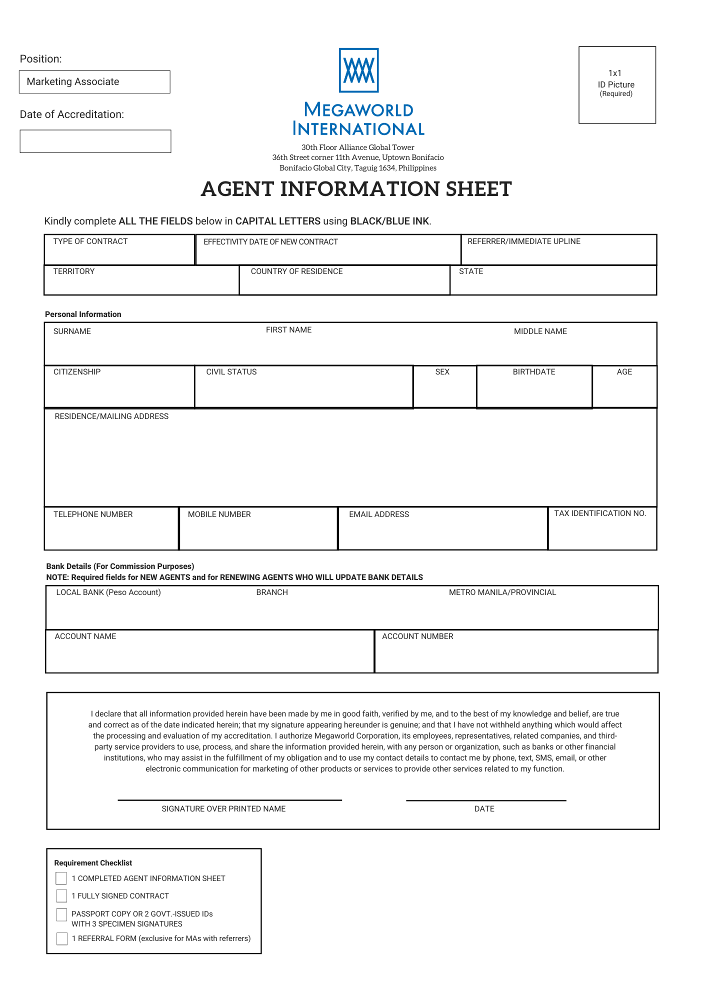 Position:
Marketing Associate
Date of Accreditation:
MEGAWORLD
INTERNATIONAL
30th Floor Alliance Global Tower
36th Street corner 11th Avenue, Uptown Bonifacio
Bonifacio Global City, Taguig 1634, Philippines
1x1
ID Picture
(Required)
AGENT INFORMATION SHEET
Kindly complete ALL THE FIELDS below in CAPITAL LETTERS using BLACK/BLUE INK.
TYPE OF CONTRACT EFFECTIVITY DATE OF NEW CONTRACT REFERRER/IMMEDIATE UPLINE
TERRITORY COUNTRY OF RESIDENCE STATE
Personal Information
SURNAME FIRST NAME MIDDLE NAME
CITIZENSHIP CIVIL STATUS SEX BIRTHDATE AGE
RESIDENCE/MAILING ADDRESS
TELEPHONE NUMBER MOBILE NUMBER EMAIL ADDRESS TAX IDENTIFICATION NO.
Bank Details (For Commission Purposes)
NOTE: Required fields for NEW AGENTS and for RENEWING AGENTS WHO WILL UPDATE BANK DETAILS
LOCAL BANK (Peso Account) BRANCH METRO MANILA/PROVINCIAL
ACCOUNT NAME ACCOUNT NUMBER
I declare that all information provided herein have been made by me in good faith, verified by me, and to the best of my knowledge and belief, are true
and correct as of the date indicated herein; that my signature appearing hereunder is genuine; and that I have not withheld anything which would affect
the processing and evaluation of my accreditation. I authorize Megaworld Corporation, its employees, representatives, related companies, and third-
party service providers to use, process, and share the information provided herein, with any person or organization, such as banks or other financial
institutions, who may assist in the fulfillment of my obligation and to use my contact details to contact me by phone, text, SMS, email, or other
electronic communication for marketing of other products or services to provide other services related to my function.
SIGNATURE OVER PRINTED NAME DATE
Requirement Checklist
1 COMPLETED AGENT INFORMATION SHEET
1 FULLY SIGNED CONTRACT
PASSPORT COPY OR 2 GOVT.-ISSUED IDs
WITH 3 SPECIMEN SIGNATURES
1 REFERRAL FORM (exclusive for MAs with referrers)